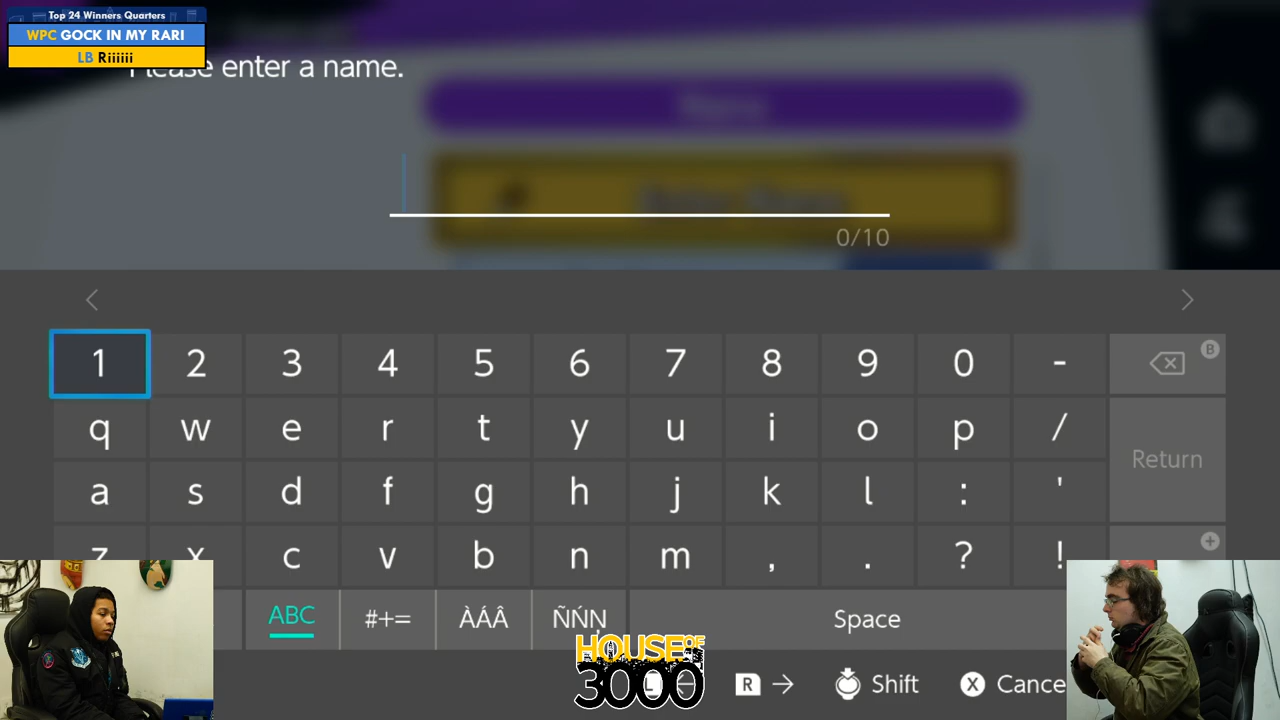 Top 24 Winners Quarters
WPC GOCK IN MY RARI
LB Riiiiii
Please enter a name.
0/10
1 2 3 4 5 6 7 8 9 0 - B
q w e r t y u i o p /
Return
a s d f g h j k l : '
z x c v b n m , . ? ! +
ABC #+= ÀÁÂ ÑŃŅ Space
HOUSE OF
3000
L R → Shift X Cance